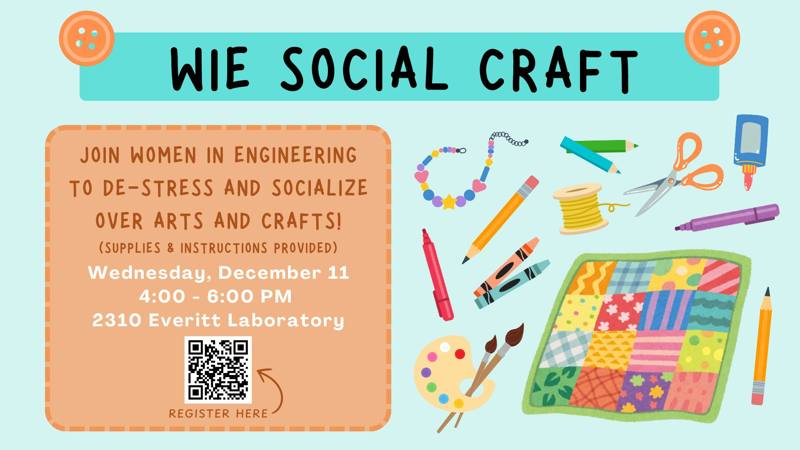 WIE SOCIAL CRAFT
JOIN WOMEN IN ENGINEERING
TO DE-STRESS AND SOCIALIZE
OVER ARTS AND CRAFTS!
(SUPPLIES & INSTRUCTIONS PROVIDED)
Wednesday, December 11
4:00 - 6:00 PM
2310 Everitt Laboratory
REGISTER HERE